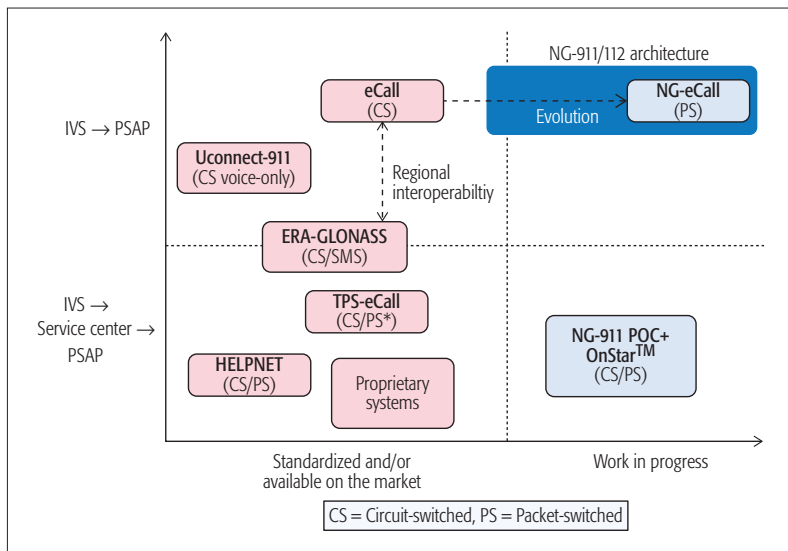 NG-911/112 architecture
eCall
(CS)
NG-eCall
(PS)
Evolution
IVS → PSAP
Uconnect-911
(CS voice-only)
Regional
interoperabiltiy
ERA-GLONASS
(CS/SMS)
IVS →
Service center →
PSAP
TPS-eCall
(CS/PS*)
NG-911 POC+
OnStar™
(CS/PS)
HELPNET
(CS/PS)
Proprietary
systems
Standardized and/or
available on the market
Work in progress
CS = Circuit-switched, PS = Packet-switched